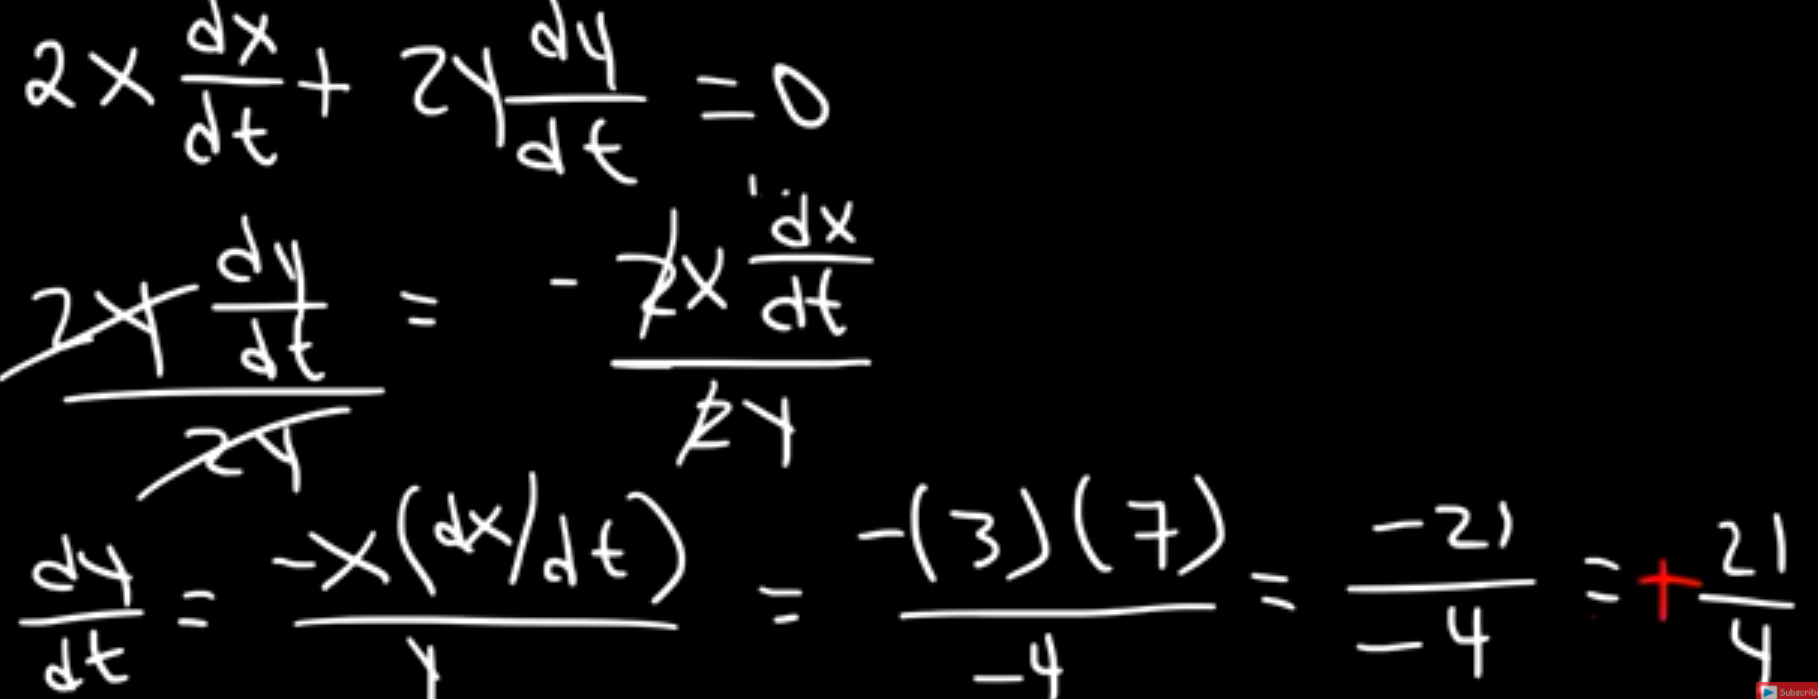 2x dx/dt + 2y dy/dt = 0
2y dy/dt / 2y = - 2x dx/dt / 2y
dy/dt = -x(dx/dt) / y = -(3)(7) / -4 = -21 / -4 = + 21/4
Subscrib